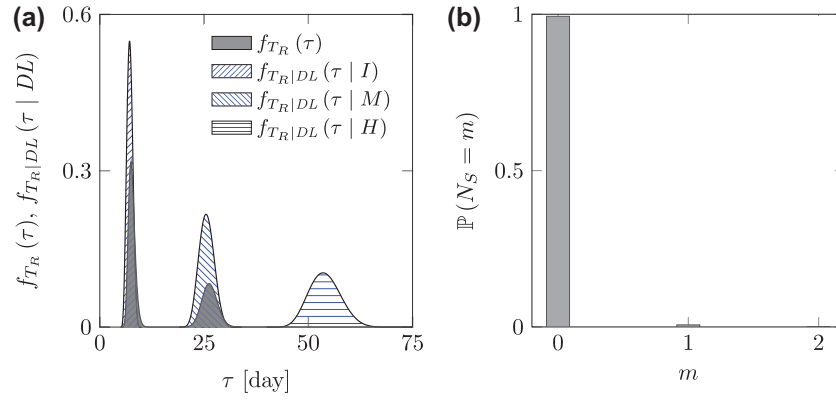 (a)
0.6
0.3
0
0
25
50
75
τ [day]
f_{T_R}(τ), f_{T_R|DL}(τ | DL)
f_{T_R}(τ)
f_{T_R|DL}(τ | I)
f_{T_R|DL}(τ | M)
f_{T_R|DL}(τ | H)
(b)
1
0.5
0
0
1
2
m
ℙ(N_S = m)